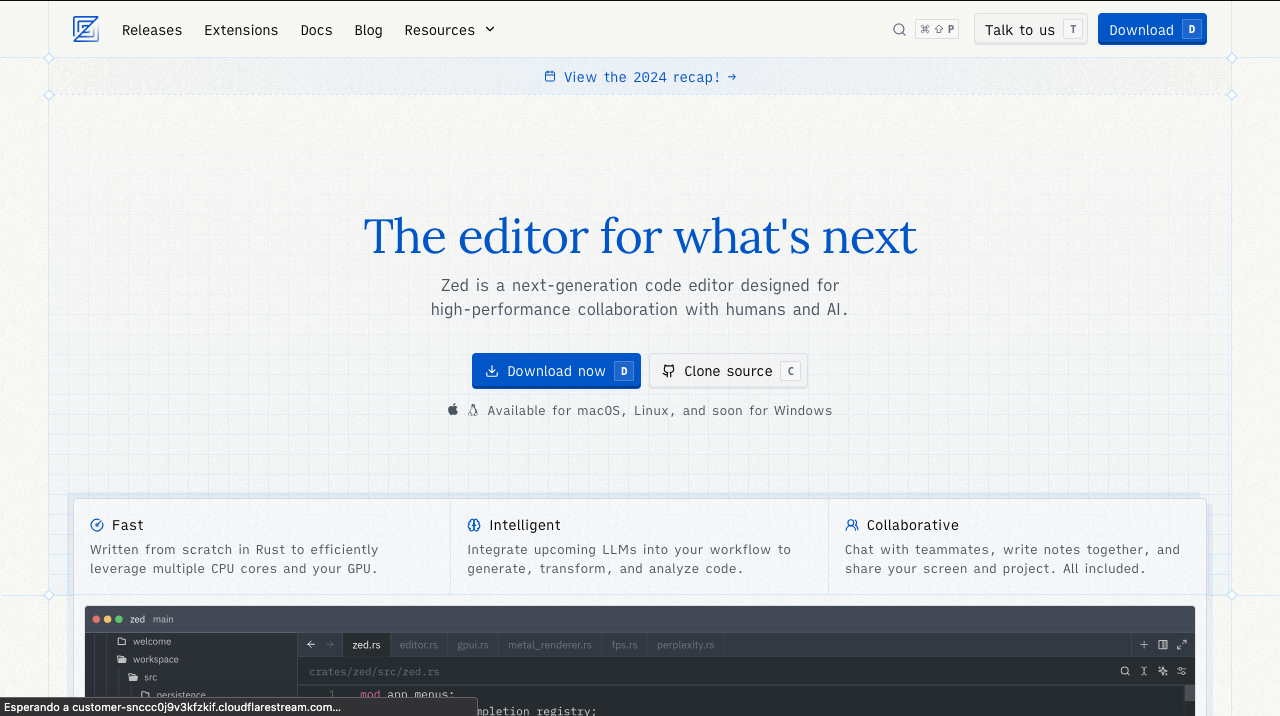 Releases Extensions Docs Blog Resources ⌘ ⇧ P Talk to us T Download D
View the 2024 recap! →
The editor for what's next
Zed is a next-generation code editor designed for
high-performance collaboration with humans and AI.
Download now D Clone source C
Available for macOS, Linux, and soon for Windows
Fast
Written from scratch in Rust to efficiently
leverage multiple CPU cores and your GPU.
Intelligent
Integrate upcoming LLMs into your workflow to
generate, transform, and analyze code.
Collaborative
Chat with teammates, write notes together, and
share your screen and project. All included.
zed main
welcome
workspace
src
persistence
zed.rs editor.rs gpui.rs metal_renderer.rs fps.rs perplexity.rs
crates/zed/src/zed.rs
1 mod app_menus;
mpletion_registry;
Esperando a customer-snccc0j9v3kfzkif.cloudflarestream.com...